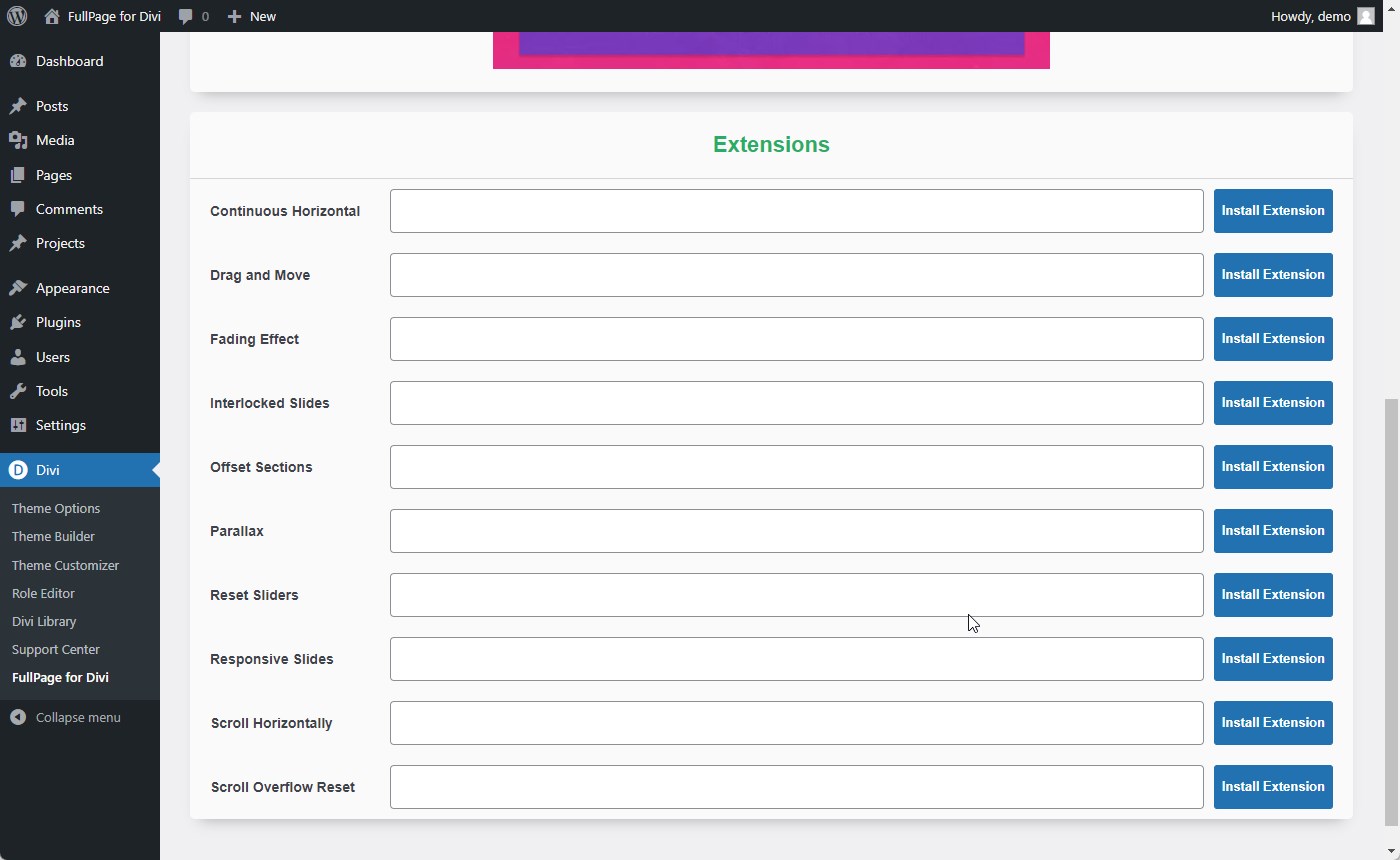 FullPage for Divi 0 New Howdy, demo
Dashboard
Posts
Media
Pages
Comments
Projects
Appearance
Plugins
Users
Tools
Settings
Divi
Theme Options
Theme Builder
Theme Customizer
Role Editor
Divi Library
Support Center
FullPage for Divi
Collapse menu
Extensions
Continuous Horizontal Install Extension
Drag and Move Install Extension
Fading Effect Install Extension
Interlocked Slides Install Extension
Offset Sections Install Extension
Parallax Install Extension
Reset Sliders Install Extension
Responsive Slides Install Extension
Scroll Horizontally Install Extension
Scroll Overflow Reset Install Extension